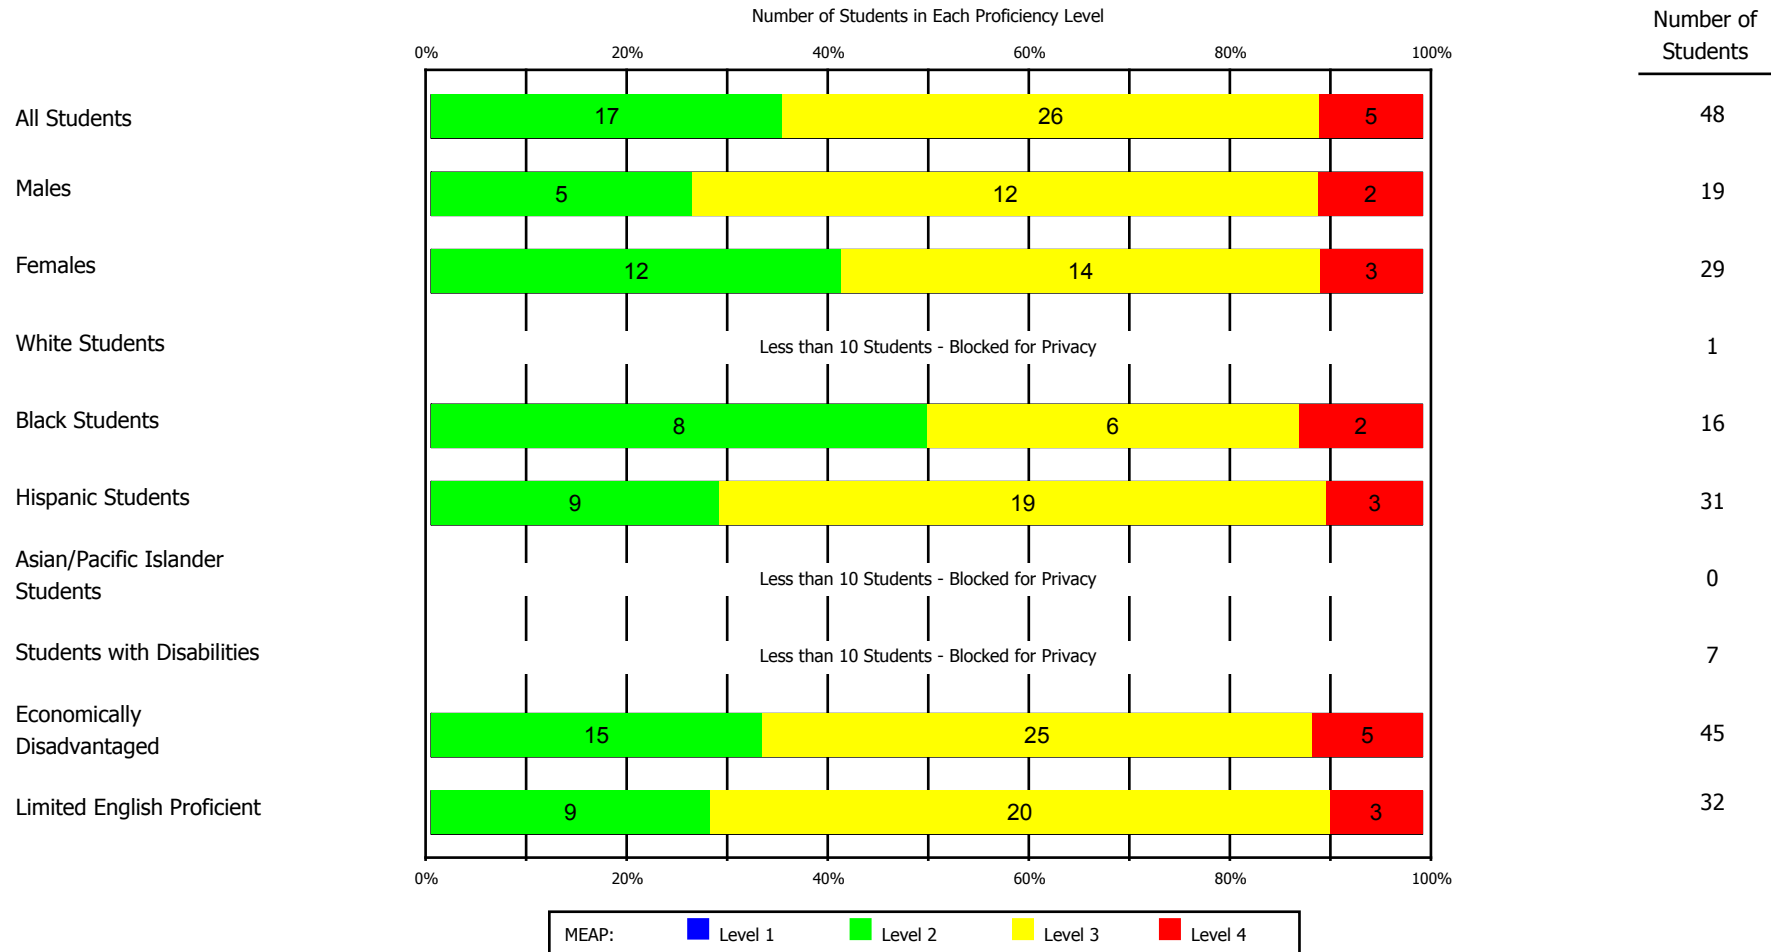 Number of Students in Each Proficiency Level
Number of
Students
0% 20% 40% 60% 80% 100%
All Students 17 26 5 48
Males 5 12 2 19
Females 12 14 3 29
White Students Less than 10 Students - Blocked for Privacy 1
Black Students 8 6 2 16
Hispanic Students 9 19 3 31
Asian/Pacific Islander
Students Less than 10 Students - Blocked for Privacy 0
Students with Disabilities Less than 10 Students - Blocked for Privacy 7
Economically
Disadvantaged 15 25 5 45
Limited English Proficient 9 20 3 32
0% 20% 40% 60% 80% 100%
MEAP: Level 1 Level 2 Level 3 Level 4